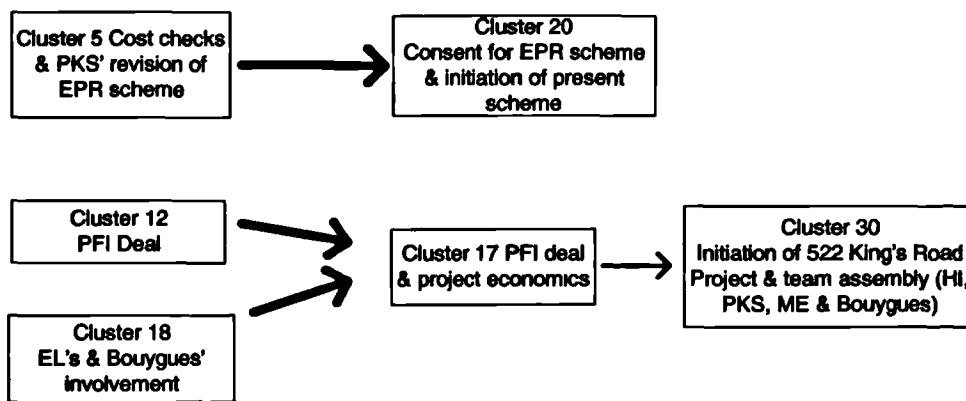 Cluster 5 Cost checks
& PKS' revision of
EPR scheme
Cluster 20
Consent for EPR scheme
& initiation of present
scheme
Cluster 12
PFI Deal
Cluster 18
EL's & Bouygues'
involvement
Cluster 17 PFI deal
& project economics
Cluster 30
Initiation of 522 King's Road
Project & team assembly (HI,
PKS, ME & Bouygues)